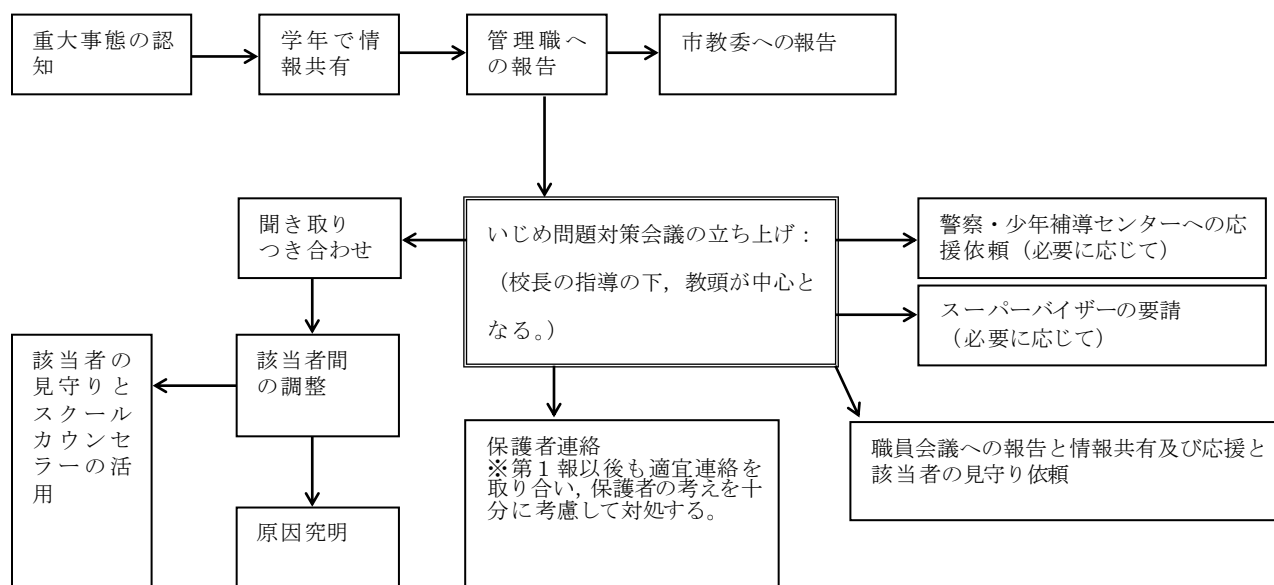 重大事態の認
知
学年で情
報共有
管理職へ
の報告
市教委への報告
聞き取り
つき合わせ
いじめ問題対策会議の立ち上げ：
（校長の指導の下，教頭が中心と
なる。）
警察・少年補導センターへの応
援依頼（必要に応じて）
スーパーバイザーの要請
（必要に応じて）
該当者の
見守りと
スクール
カウンセ
ラーの活
用
該当者間
の調整
原因究明
保護者連絡
※第１報以後も適宜連絡を
取り合い，保護者の考えを十
分に考慮して対処する。
職員会議への報告と情報共有及び応援と
該当者の見守り依頼